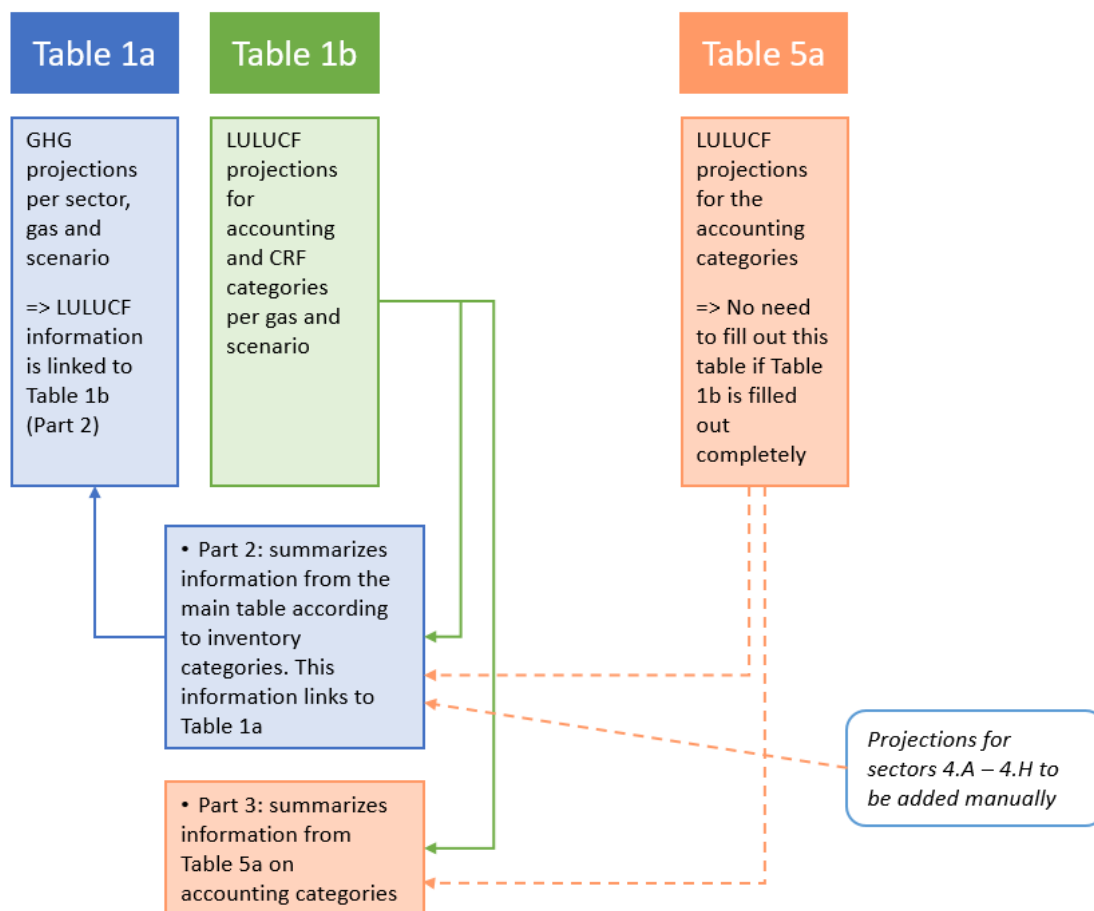 Table 1a
Table 1b
Table 5a
GHG
projections
per sector,
gas and
scenario
=> LULUCF
information
is linked to
Table 1b
(Part 2)
LULUCF
projections
for
accounting
and CRF
categories
per gas and
scenario
LULUCF
projections
for the
accounting
categories
=> No need
to fill out this
table if Table
1b is filled
out
completely
• Part 2: summarizes
information from the
main table according
to inventory
categories. This
information links to
Table 1a
Projections for
sectors 4.A – 4.H to
be added manually
• Part 3: summarizes
information from
Table 5a on
accounting categories